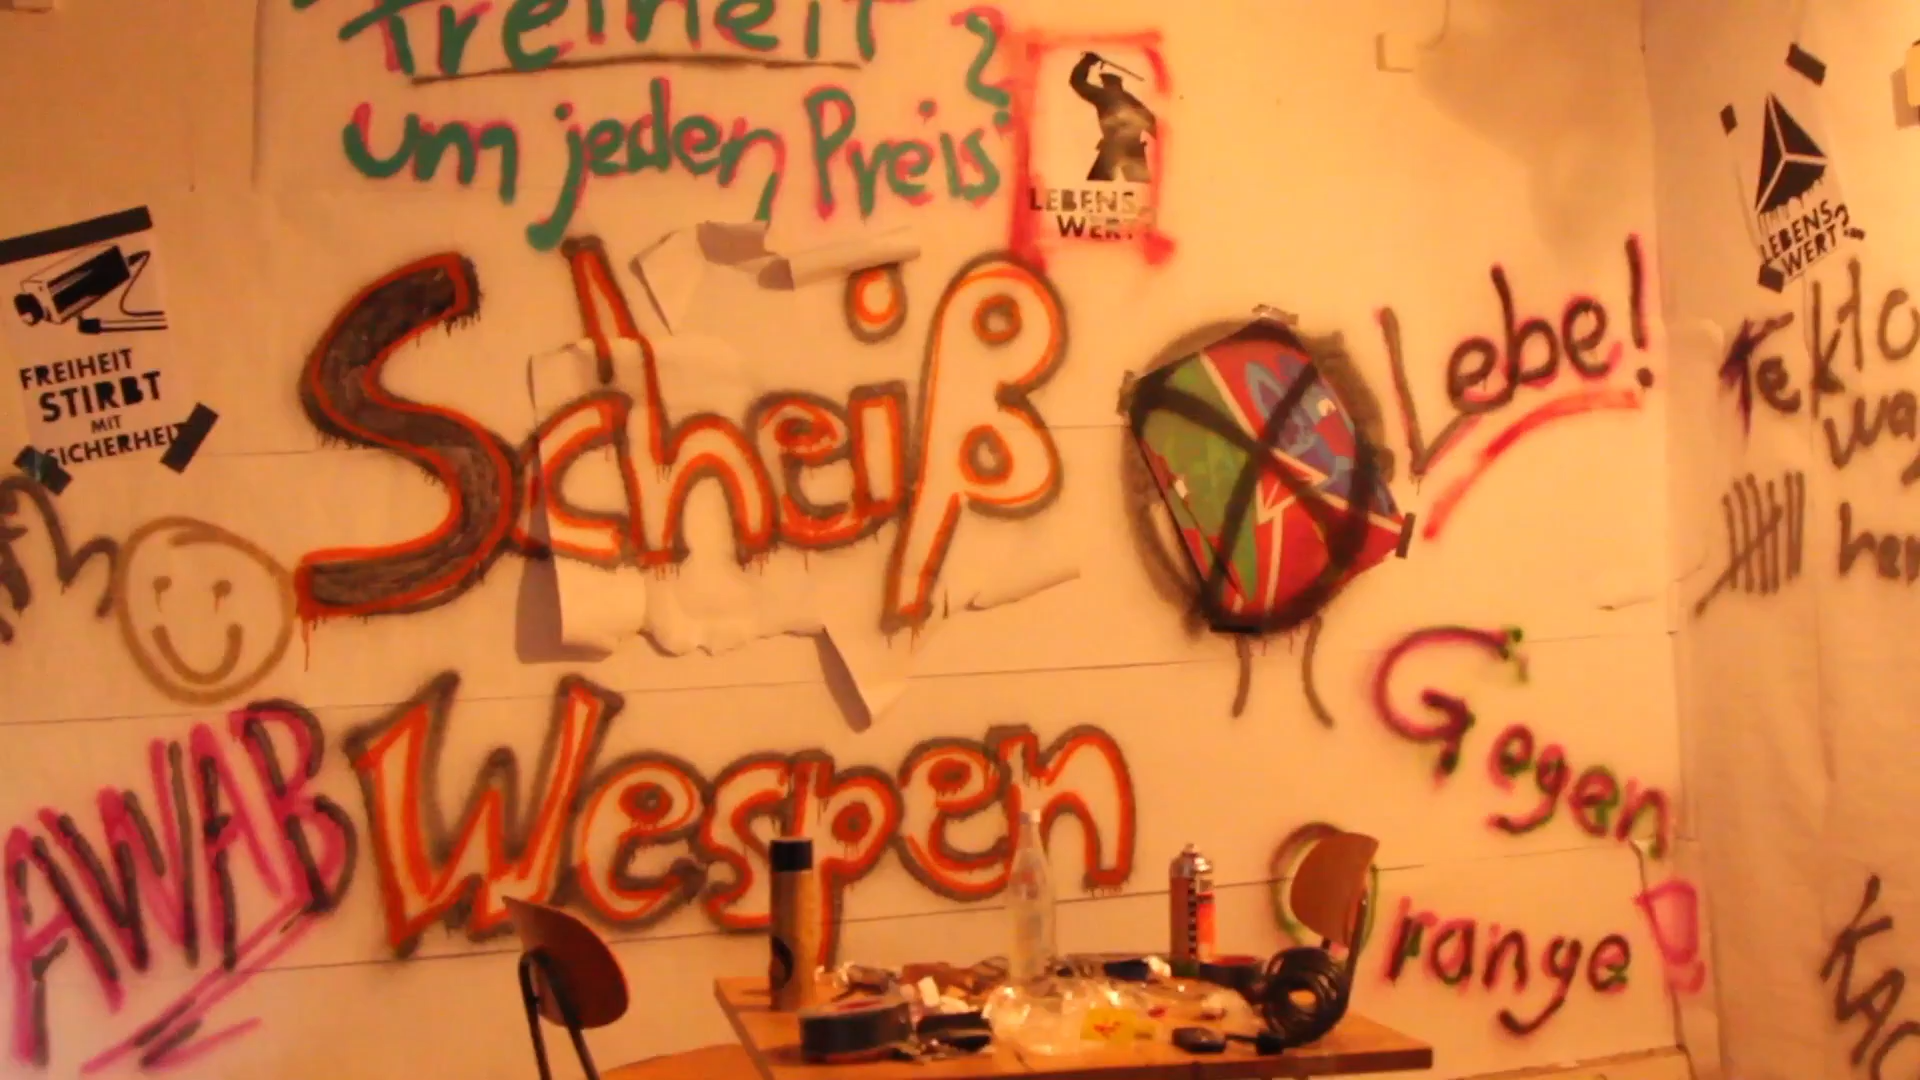 Freiheit
um jeden Preis?
LEBENS
WERT
LEBENS
WERT?
FREIHEIT
STIRBT
MIT
SICHERHEIT
Scheiß
Wespen
Lebe!
AWAB
Gegen
Orange!